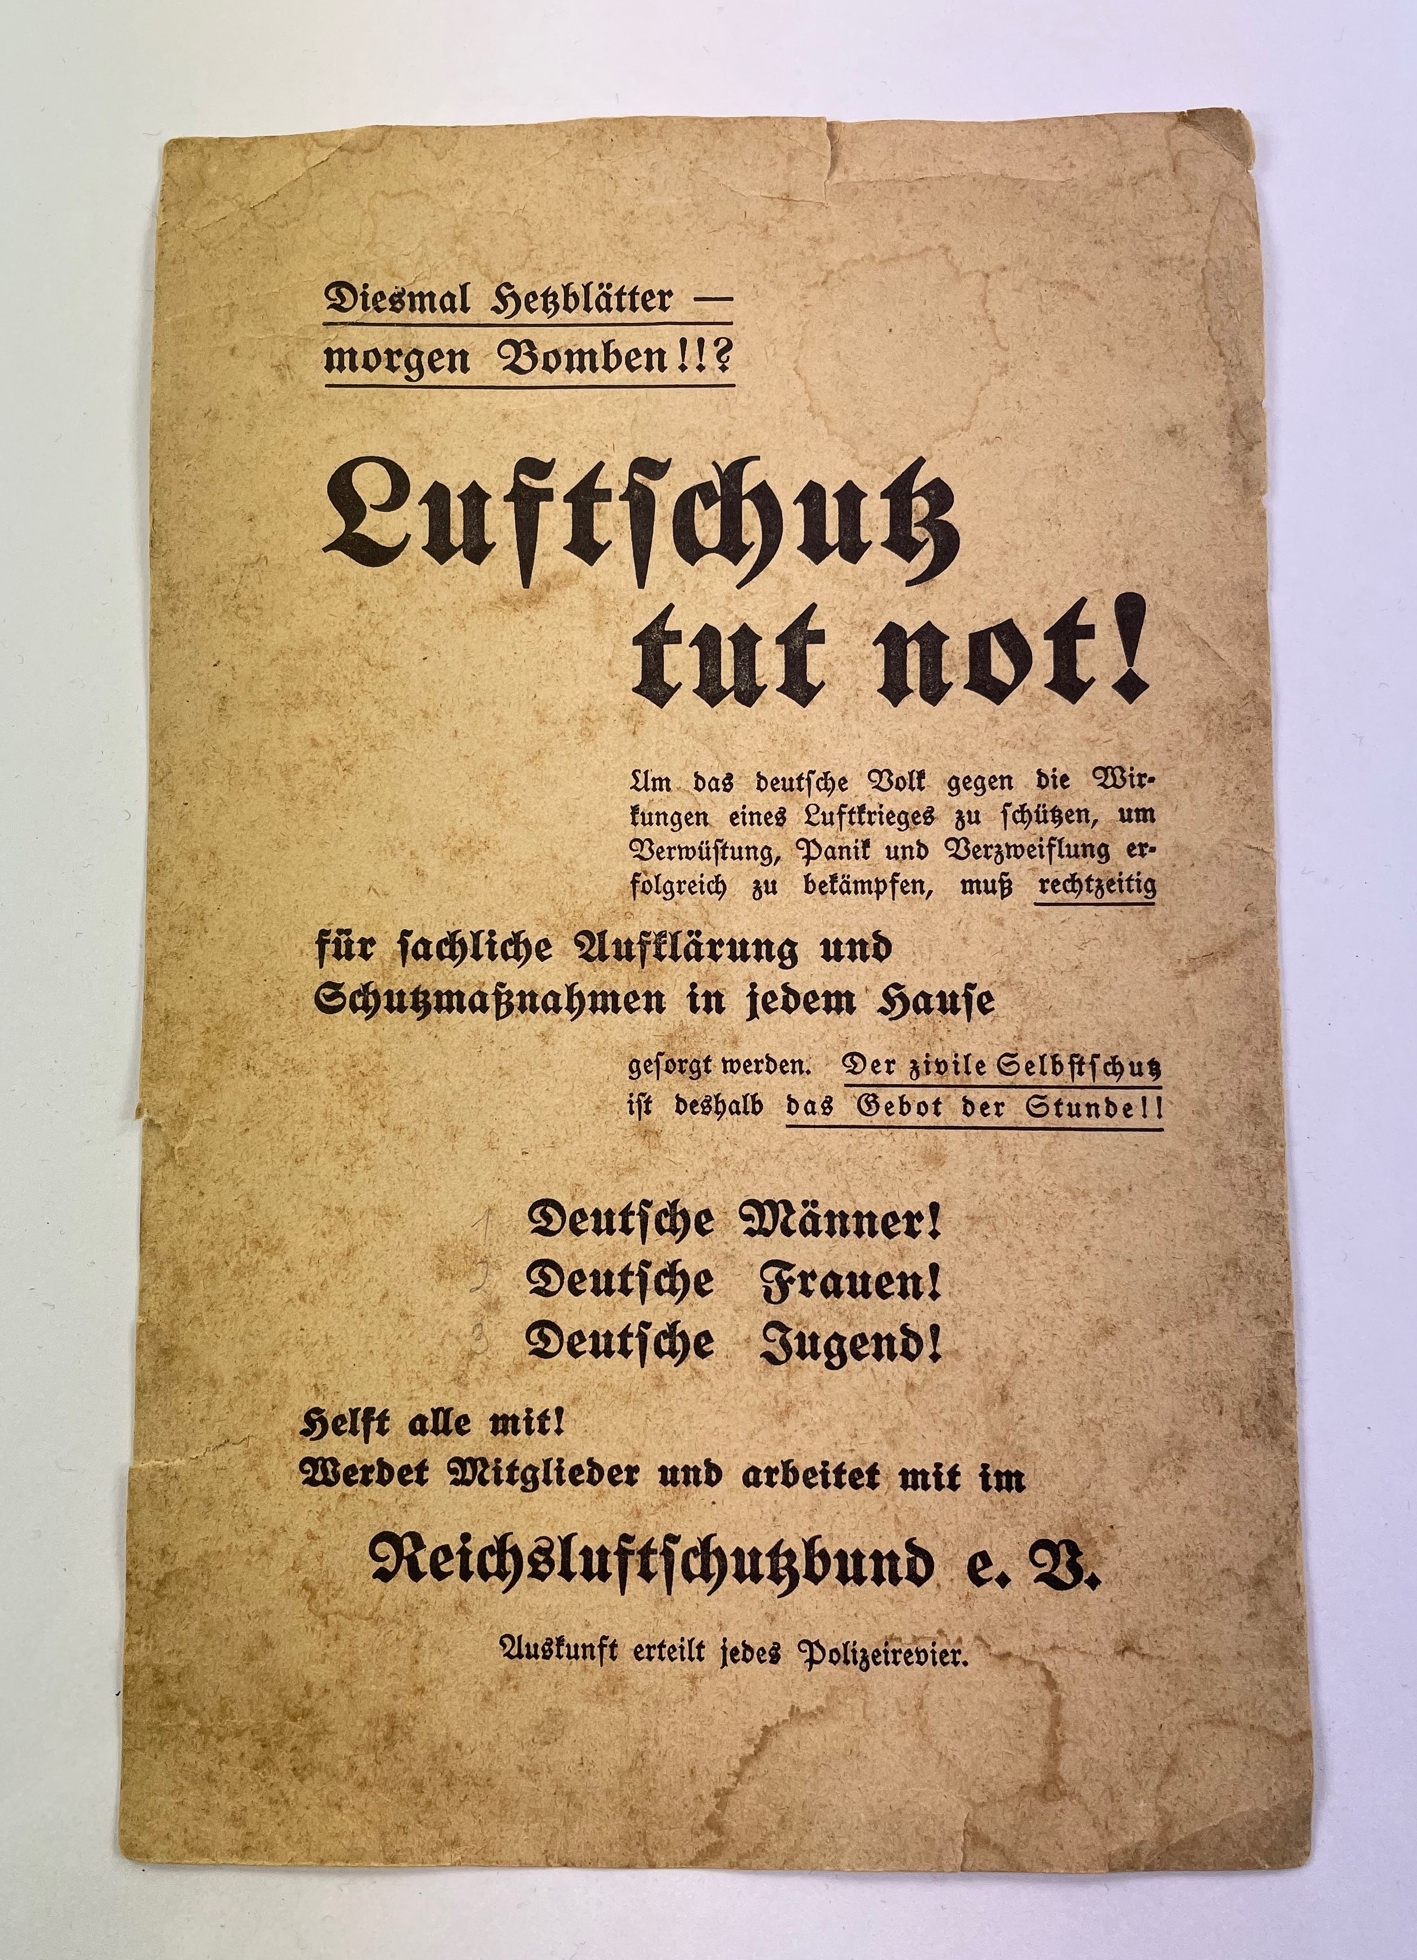 Diesmal Hetzblätter —
morgen Bomben!!?
Luftschutz
tut not!
Um das deutsche Volk gegen die Wir-
kungen eines Luftkrieges zu schützen, um
Verwüstung, Panik und Verzweiflung er-
folgreich zu bekämpfen, muß rechtzeitig
für sachliche Aufklärung und
Schutzmaßnahmen in jedem Hause
gesorgt werden. Der zivile Selbstschutz
ist deshalb das Gebot der Stunde!!
1 Deutsche Männer!
2 Deutsche Frauen!
3 Deutsche Jugend!
Helft alle mit!
Werdet Mitglieder und arbeitet mit im
Reichsluftschutzbund e. V.
Auskunft erteilt jedes Polizeirevier.